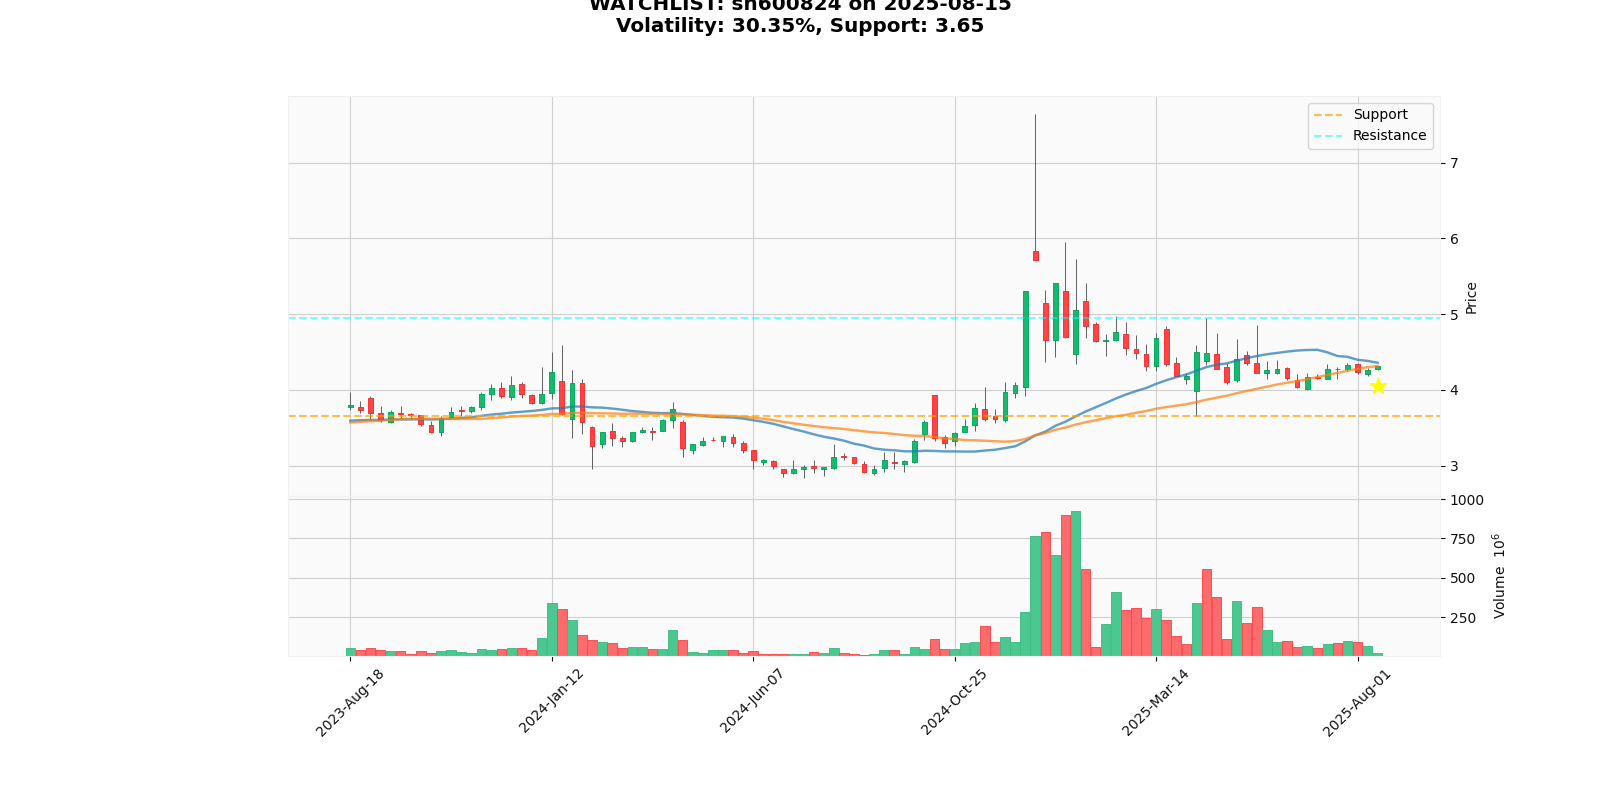 WATCHLIST: sh600824 on 2025-08-15
Volatility: 30.35%, Support: 3.65
Support
Resistance
7
6
5
4
3
Price
1000
750
500
250
Volume 10⁶
2023-Aug-18
2024-Jan-12
2024-Jun-07
2024-Oct-25
2025-Mar-14
2025-Aug-01